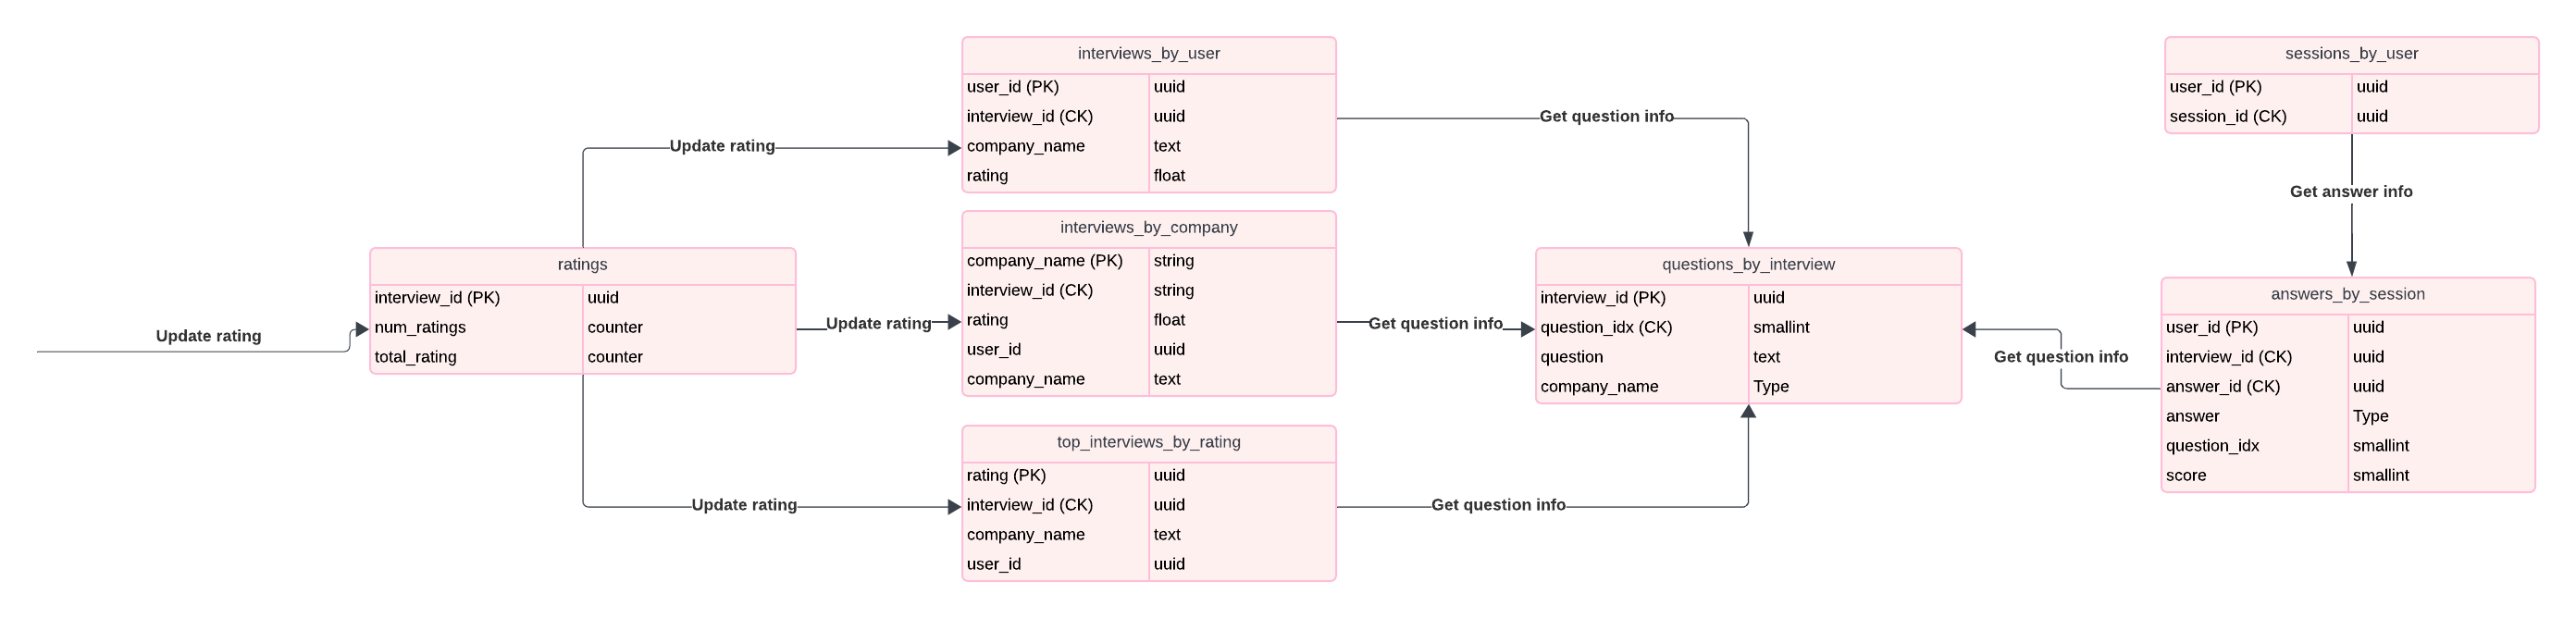 Update rating
ratings
interview_id (PK) uuid
num_ratings counter
total_rating counter
Update rating
Update rating
Update rating
interviews_by_user
user_id (PK) uuid
interview_id (CK) uuid
company_name text
rating float
interviews_by_company
company_name (PK) string
interview_id (CK) string
rating float
user_id uuid
company_name text
top_interviews_by_rating
rating (PK) uuid
interview_id (CK) uuid
company_name text
user_id uuid
Get question info
Get question info
Get question info
questions_by_interview
interview_id (PK) uuid
question_idx (CK) smallint
question text
company_name Type
Get question info
sessions_by_user
user_id (PK) uuid
session_id (CK) uuid
Get answer info
answers_by_session
user_id (PK) uuid
interview_id (CK) uuid
answer_id (CK) uuid
answer Type
question_idx smallint
score smallint